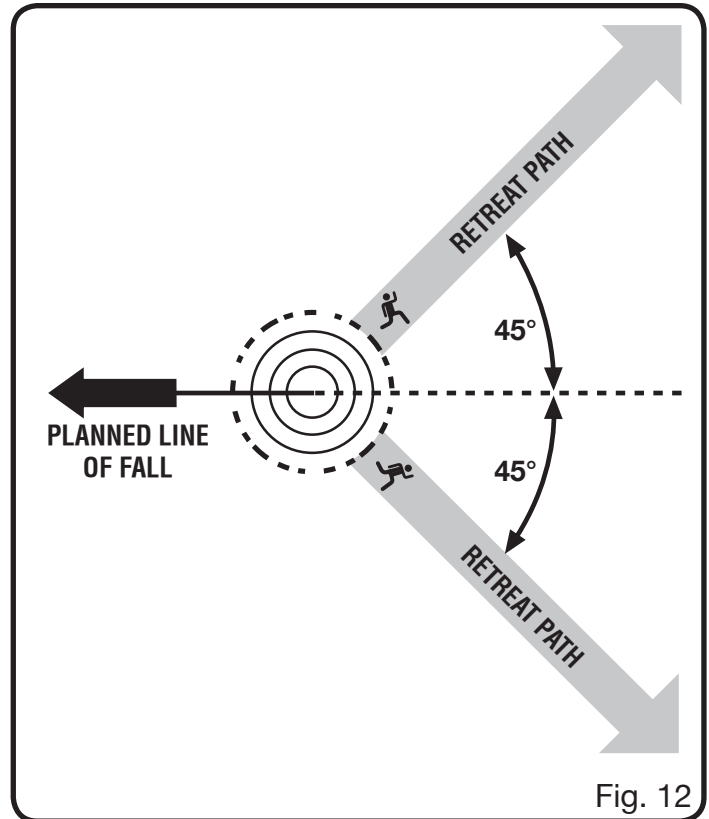 RETREAT PATH
45°
PLANNED LINE
OF FALL
45°
RETREAT PATH
Fig. 12